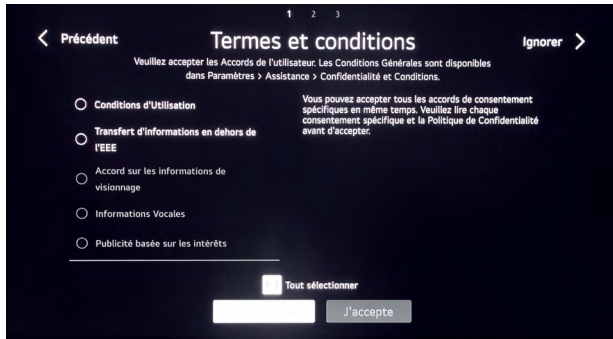 1 2 3
Précédent
Termes et conditions
Ignorer
Veuillez accepter les Accords de l'utilisateur. Les Conditions Générales sont disponibles
dans Paramètres > Assistance > Confidentialité et Conditions.
Conditions d'Utilisation
Transfert d'informations en dehors de
l'EEE
Accord sur les informations de
visionnage
Informations Vocales
Publicité basée sur les intérêts
Vous pouvez accepter tous les accords de consentement
spécifiques en même temps. Veuillez lire chaque
consentement spécifique et la Politique de Confidentialité
avant d'accepter.
Tout sélectionner
J'accepte